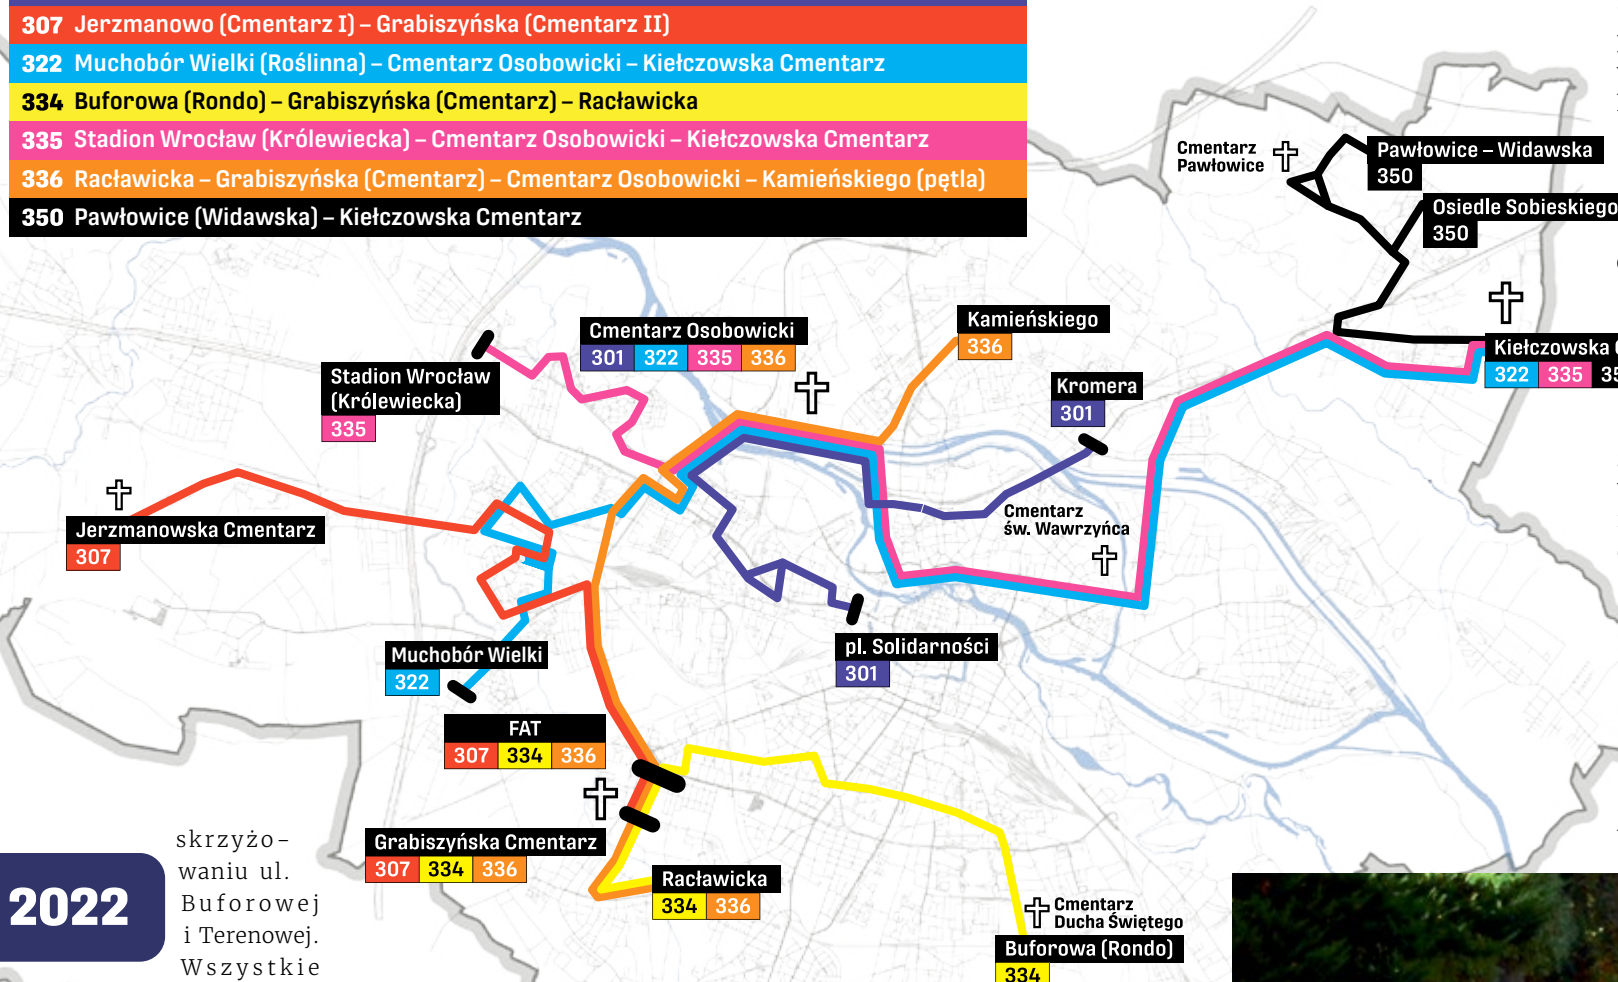 307 Jerzmanowo (Cmentarz I) – Grabiszyńska (Cmentarz II)
322 Muchobór Wielki (Roślinna) – Cmentarz Osobowicki – Kiełczowska Cmentarz
334 Buforowa (Rondo) – Grabiszyńska (Cmentarz) – Racławicka
335 Stadion Wrocław (Królewiecka) – Cmentarz Osobowicki – Kiełczowska Cmentarz
336 Racławicka – Grabiszyńska (Cmentarz) – Cmentarz Osobowicki – Kamieńskiego (pętla)
350 Pawłowice (Widawska) – Kiełczowska Cmentarz
Cmentarz
Pawłowice
Pawłowice – Widawska
350
Osiedle Sobieskiego
350
Kiełczowska
322 335
Cmentarz Osobowicki
301 322 335 336
Kamieńskiego
336
Stadion Wrocław
(Królewiecka)
335
Kromera
301
Cmentarz
św. Wawrzyńca
Jerzmanowska Cmentarz
307
pl. Solidarności
301
Muchobór Wielki
322
FAT
307 334 336
Grabiszyńska Cmentarz
307 334 336
Racławicka
334 336
Cmentarz
Ducha Świętego
Buforowa (Rondo)
334
2022
skrzyżo-
waniu ul.
Buforowej
i Terenowej.
Wszystkie